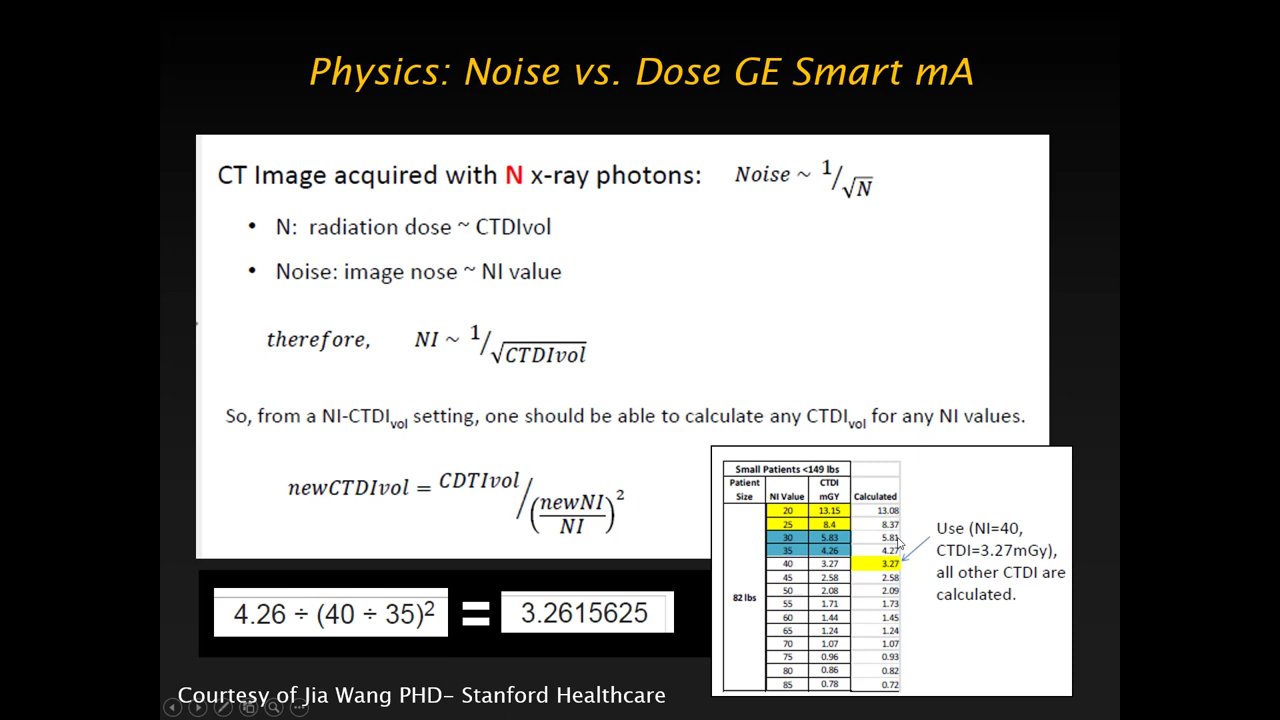 Physics: Noise vs. Dose GE Smart mA
CT Image acquired with N x-ray photons: Noise ~ 1/√N
• N: radiation dose ~ CTDIvol
• Noise: image nose ~ NI value
therefore, NI ~ 1/√CTDIvol
So, from a NI-CTDIvol setting, one should be able to calculate any CTDIvol for any NI values.
newCTDIvol = CDTIvol/(newNI/NI)²
4.26 ÷ (40 ÷ 35)² = 3.2615625
Small Patients <149 lbs
Patient Size NI Value CTDI mGY Calculated
82 lbs
20 13.15 13.08
25 8.4 8.37
30 5.83 5.81
35 4.26 4.27
40 3.27 3.27
45 2.58 2.58
50 2.08 2.09
55 1.71 1.73
60 1.44 1.45
65 1.24 1.24
70 1.07 1.07
75 0.96 0.93
80 0.86 0.82
85 0.78 0.72
Use (NI=40,
CTDI=3.27mGy),
all other CTDI are
calculated.
Courtesy of Jia Wang PHD- Stanford Healthcare